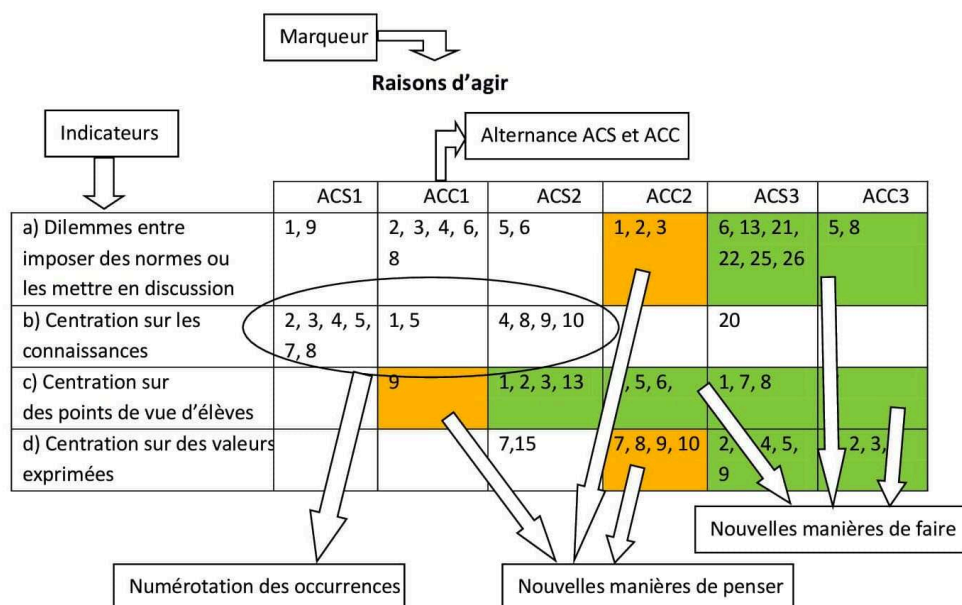 Marqueur
Raisons d’agir
Indicateurs
Alternance ACS et ACC
ACS1 ACC1 ACS2 ACC2 ACS3 ACC3
a) Dilemmes entre 1, 9 2, 3, 4, 6, 5, 6 1, 2, 3 6, 13, 21, 5, 8
imposer des normes ou 8 22, 25, 26
les mettre en discussion
b) Centration sur les 2, 3, 4, 5, 1, 5 4, 8, 9, 10 20
connaissances 7, 8
c) Centration sur 9 1, 2, 3, 13 , 5, 6, 1, 7, 8
des points de vue d’élèves
d) Centration sur des valeurs 7,15 7, 8, 9, 10 2, 4, 5, 2, 3,
exprimées 9
Nouvelles manières de faire
Numérotation des occurrences
Nouvelles manières de penser